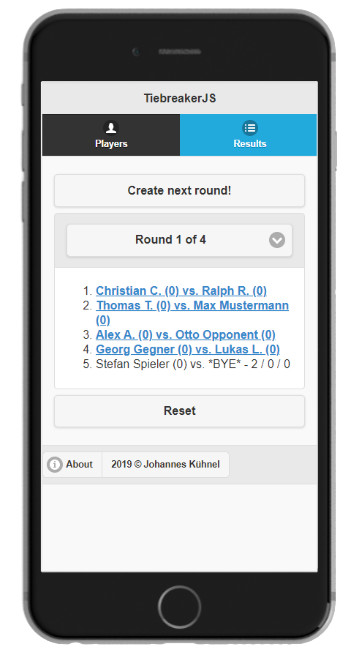 TiebreakerJS
Players
Results
Create next round!
Round 1 of 4
1. Christian C. (0) vs. Ralph R. (0)
2. Thomas T. (0) vs. Max Mustermann
(0)
3. Alex A. (0) vs. Otto Opponent (0)
4. Georg Gegner (0) vs. Lukas L. (0)
5. Stefan Spieler (0) vs. *BYE* - 2 / 0 / 0
Reset
About
2019 © Johannes Kühnel